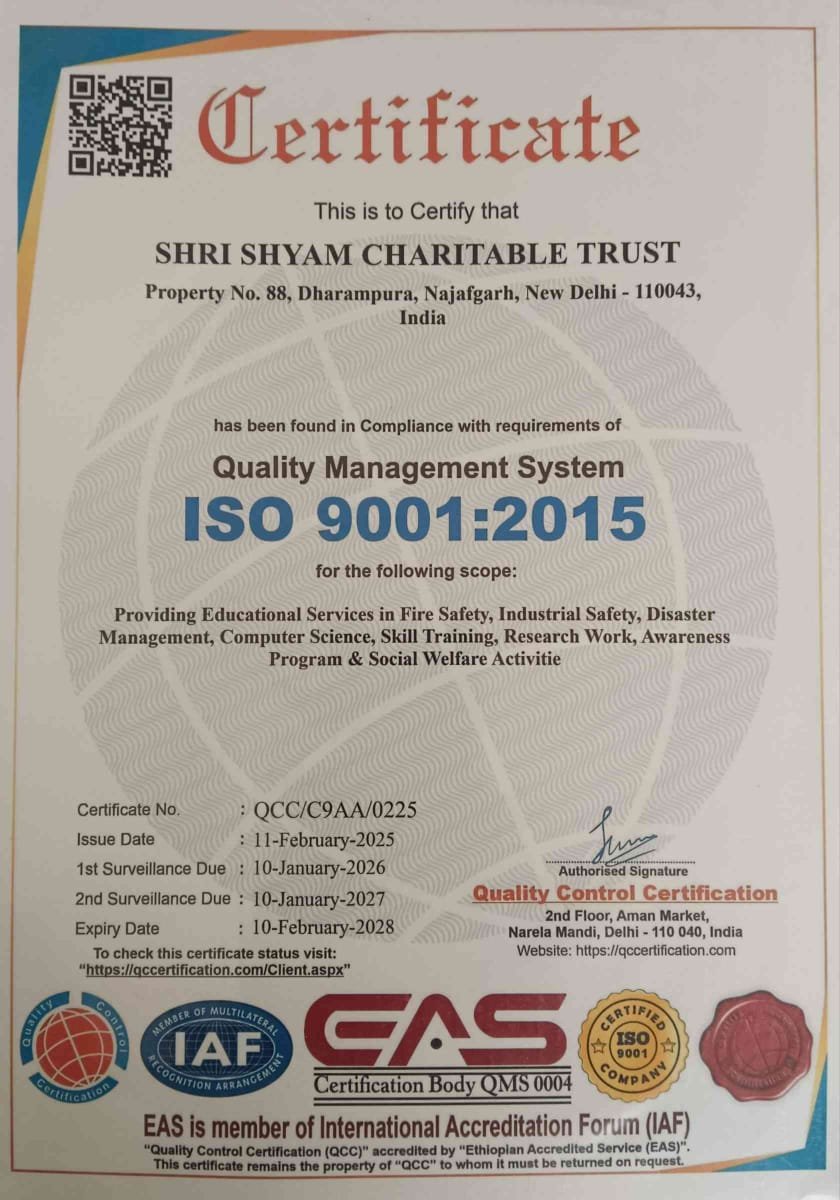 Certificate
This is to Certify that
SHRI SHYAM CHARITABLE TRUST
Property No. 88, Dharampura, Najafgarh, New Delhi - 110043,
India
has been found in Compliance with requirements of
Quality Management System
ISO 9001:2015
for the following scope:
Providing Educational Services in Fire Safety, Industrial Safety, Disaster
Management, Computer Science, Skill Training, Research Work, Awareness
Program & Social Welfare Activitie
Certificate No. : QCC/C9AA/0225
Issue Date : 11-February-2025
1st Surveillance Due : 10-January-2026
2nd Surveillance Due : 10-January-2027
Expiry Date : 10-February-2028
To check this certificate status visit:
“https://qccertification.com/Client.aspx”
Authorised Signature
Quality Control Certification
2nd Floor, Aman Market,
Narela Mandi, Delhi - 110 040, India
Website: https://qccertification.com
Quality Control
Certification
MEMBER OF MULTILATERAL
IAF
RECOGNITION ARRANGEMENT
EAS
Certification Body QMS 0004
CERTIFIED
ISO
9001
COMPANY
EAS is member of International Accreditation Forum (IAF)
“Quality Control Certification (QCC)” accredited by “Ethiopian Accredited Service (EAS)”.
This certificate remains the property of “QCC” to whom it must be returned on request.